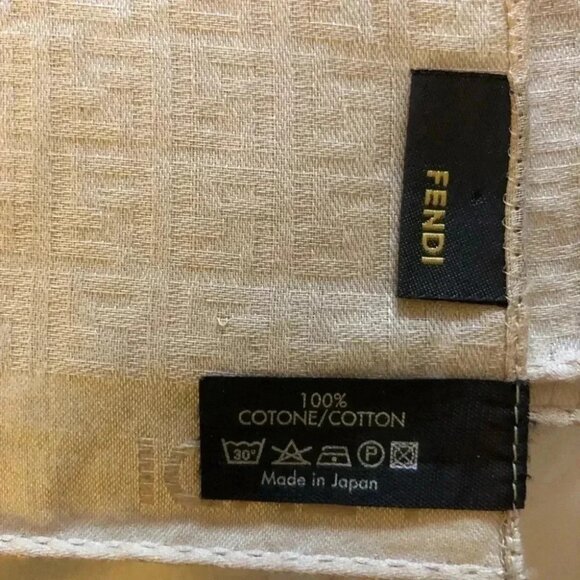 FENDI
100%
COTONE/COTTON
30°
P
Made in Japan